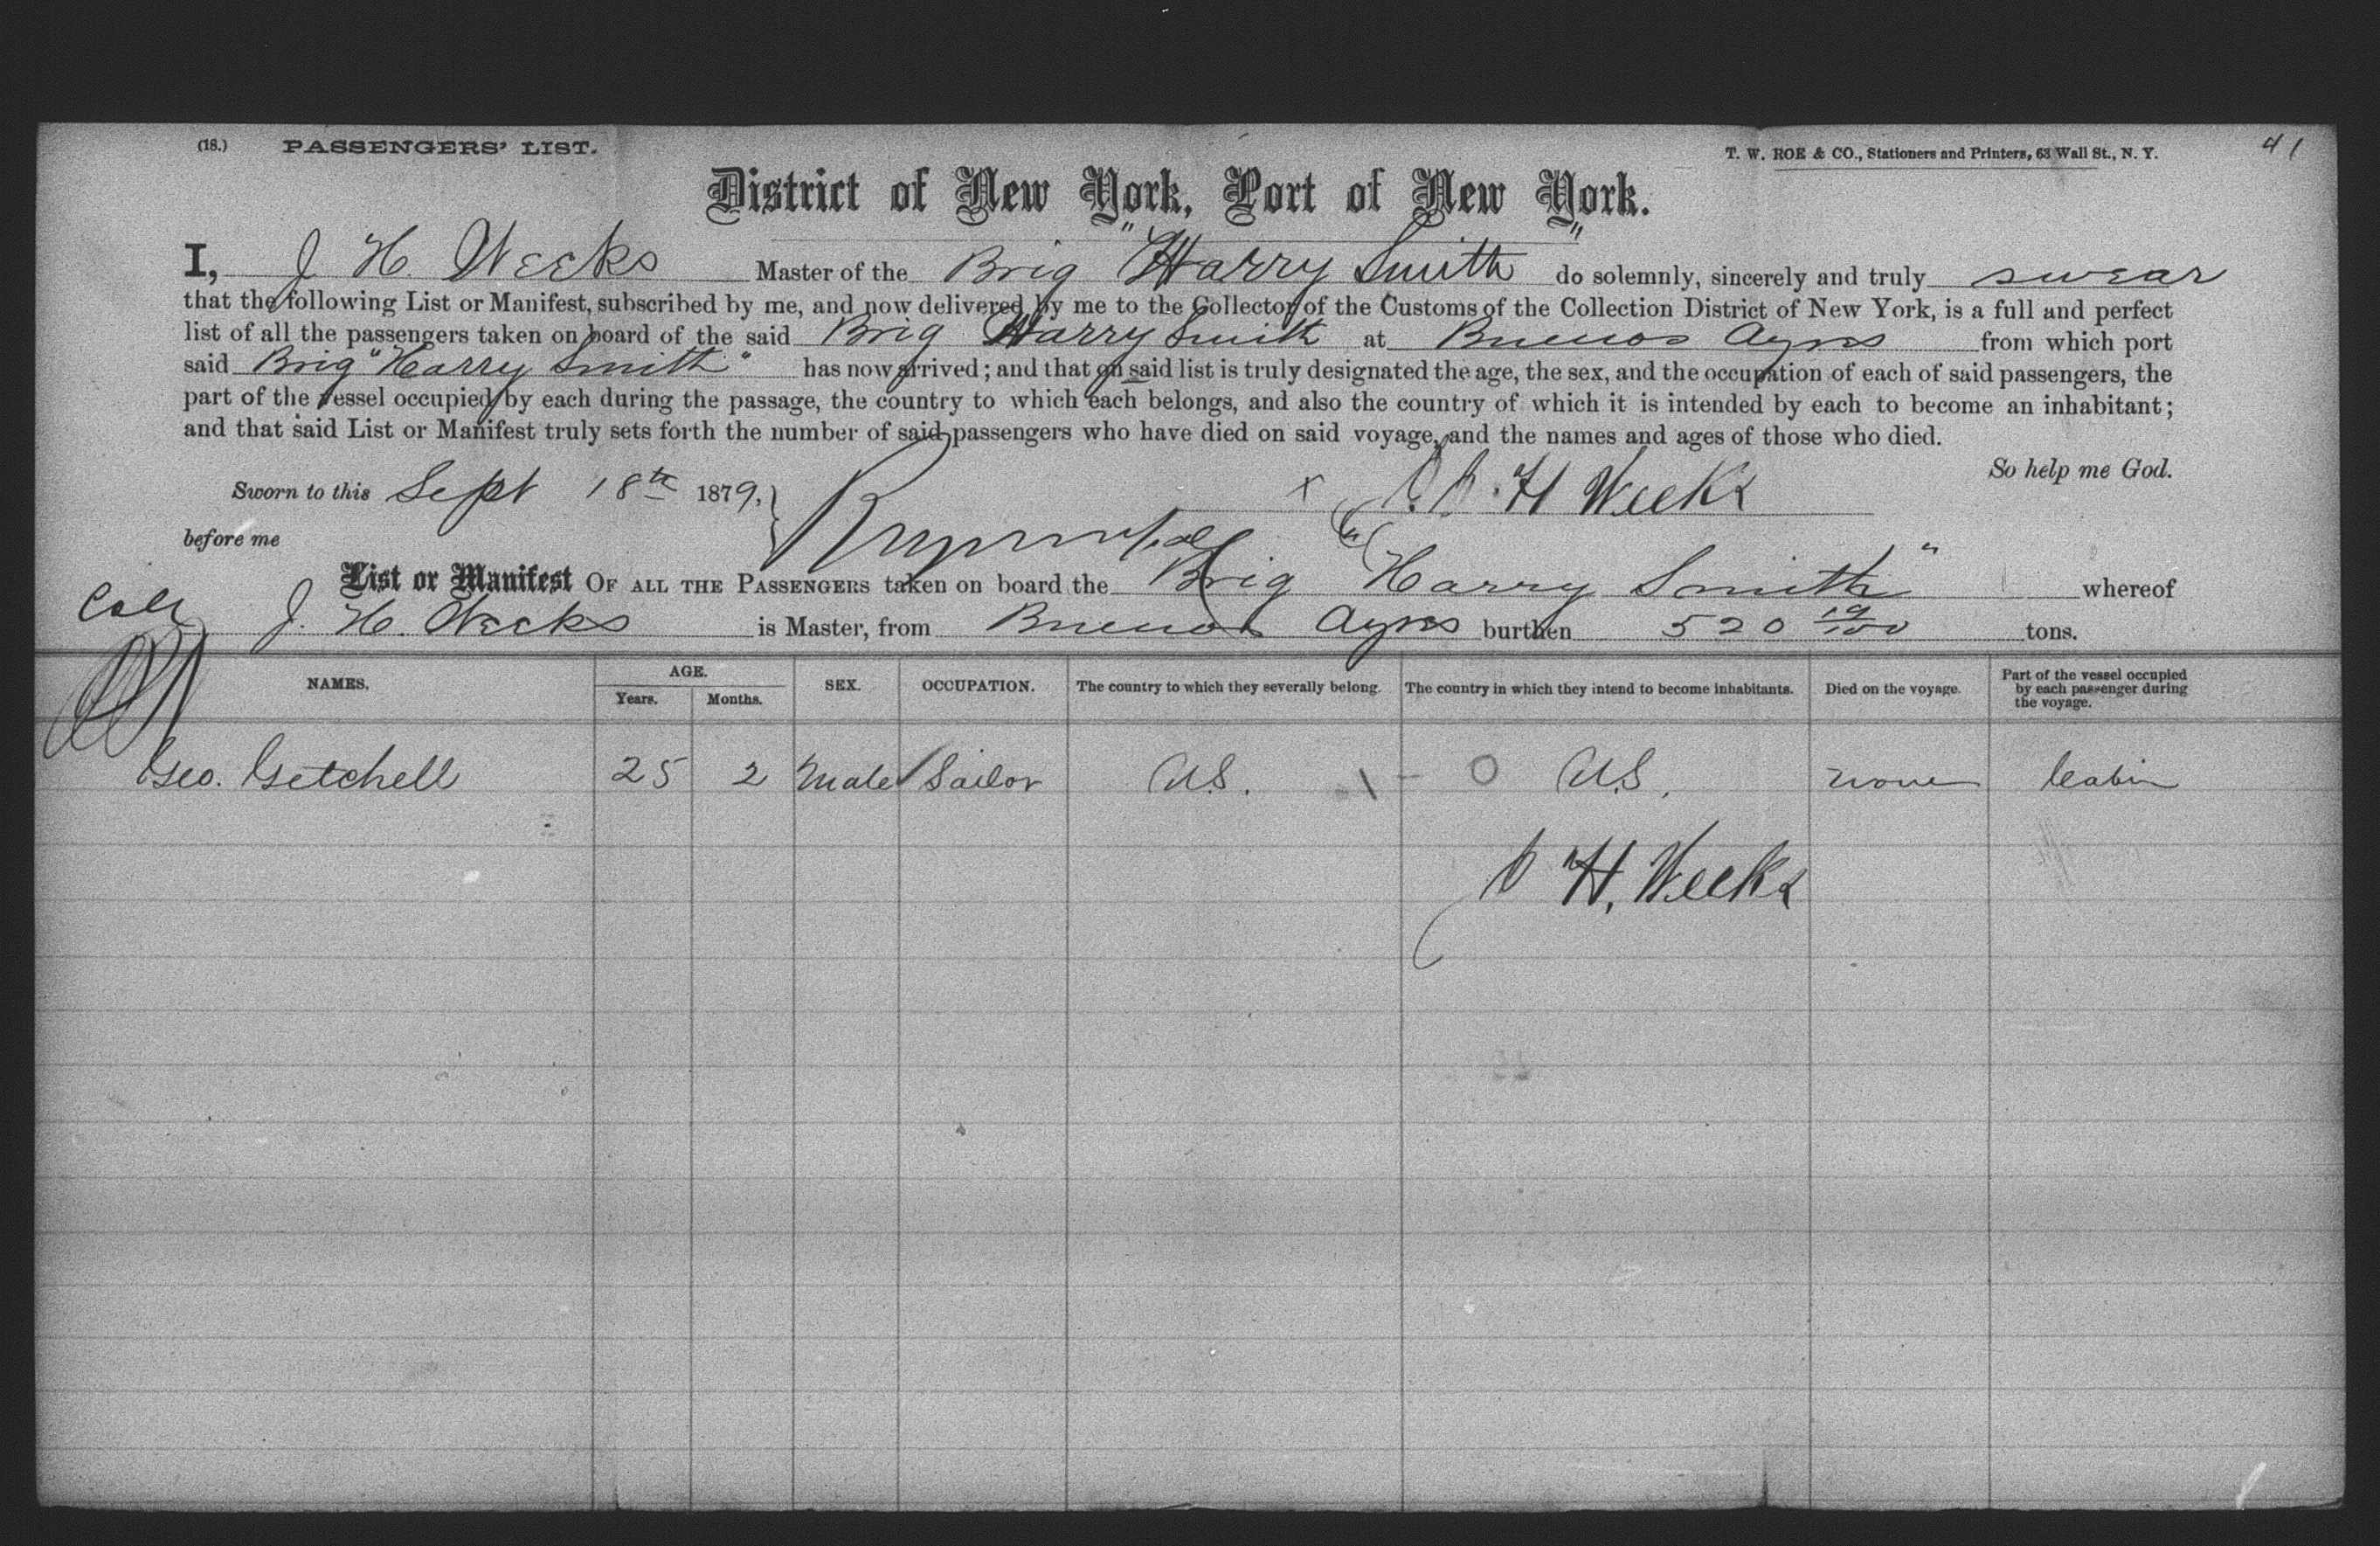 (18.) PASSENGERS' LIST.
T. W. ROE & CO., Stationers and Printers, 63 Wall St., N. Y.
41
District of New York, Port of New York.
I, J H. Weeks Master of the Brig "Harry Smith" do solemnly, sincerely and truly swear
that the following List or Manifest, subscribed by me, and now delivered by me to the Collector of the Customs of the Collection District of New York, is a full and perfect
list of all the passengers taken on board of the said Brig Harry Smith at Buenos Ayres from which port
said Brig "Harry Smith" has now arrived; and that on said list is truly designated the age, the sex, and the occupation of each of said passengers, the
part of the vessel occupied by each during the passage, the country to which each belongs, and also the country of which it is intended by each to become an inhabitant;
and that said List or Manifest truly sets forth the number of said passengers who have died on said voyage, and the names and ages of those who died.
So help me God.
Sworn to this Sept 18th 1879. x J. H Weeks
before me
List or Manifest OF ALL THE PASSENGERS taken on board the Brig "Harry Smith" whereof
J. H. Weeks is Master, from Buenos Ayres burthen 520 19/100 tons.
NAMES. AGE. Years. Months. SEX. OCCUPATION. The country to which they severally belong. The country in which they intend to become inhabitants. Died on the voyage. Part of the vessel occupied by each passenger during the voyage.
Geo. Getchell 25 2 Male Sailor U.S. \ - O U.S. none Cabin
J H. Weeks